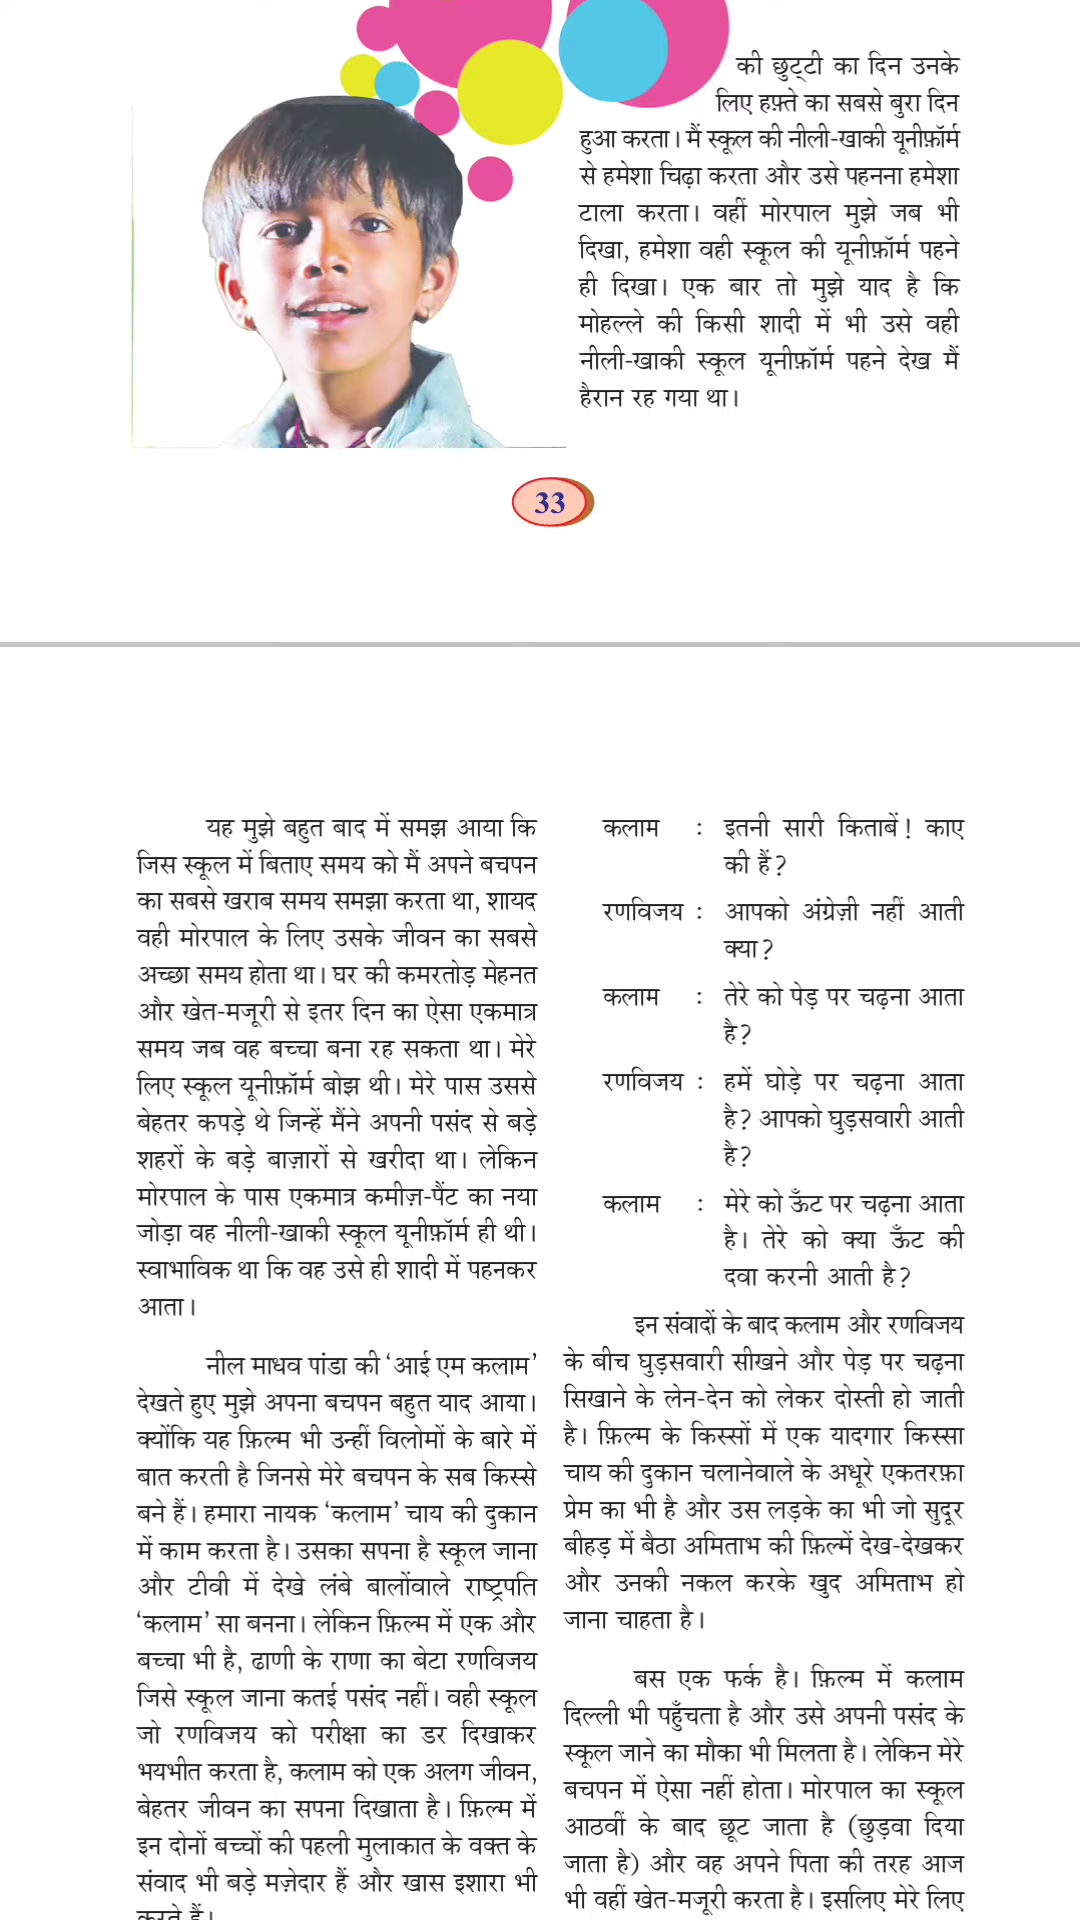 की छुट्टी का दिन उनके
लिए हफ़्ते का सबसे बुरा दिन
हुआ करता। मैं स्कूल की नीली-खाकी यूनीफ़ॉर्म
से हमेशा चिढ़ा करता और उसे पहनना हमेशा
टाला करता। वहीं मोरपाल मुझे जब भी
दिखा, हमेशा वही स्कूल की यूनीफ़ॉर्म पहने
ही दिखा। एक बार तो मुझे याद है कि
मोहल्ले की किसी शादी में भी उसे वही
नीली-खाकी स्कूल यूनीफ़ॉर्म पहने देख मैं
हैरान रह गया था।
33
यह मुझे बहुत बाद में समझ आया कि
जिस स्कूल में बिताए समय को मैं अपने बचपन
का सबसे खराब समय समझा करता था, शायद
वही मोरपाल के लिए उसके जीवन का सबसे
अच्छा समय होता था। घर की कमरतोड़ मेहनत
और खेत-मजूरी से इतर दिन का ऐसा एकमात्र
समय जब वह बच्चा बना रह सकता था। मेरे
लिए स्कूल यूनीफ़ॉर्म बोझ थी। मेरे पास उससे
बेहतर कपड़े थे जिन्हें मैंने अपनी पसंद से बड़े
शहरों के बड़े बाज़ारों से खरीदा था। लेकिन
मोरपाल के पास एकमात्र कमीज़-पैंट का नया
जोड़ा वह नीली-खाकी स्कूल यूनीफ़ॉर्म ही थी।
स्वाभाविक था कि वह उसे ही शादी में पहनकर
आता।
नील माधव पांडा की ‘आई एम कलाम’
देखते हुए मुझे अपना बचपन बहुत याद आया।
क्योंकि यह फ़िल्म भी उन्हीं विलोमों के बारे में
बात करती है जिनसे मेरे बचपन के सब किस्से
बने हैं। हमारा नायक ‘कलाम’ चाय की दुकान
में काम करता है। उसका सपना है स्कूल जाना
और टीवी में देखे लंबे बालोंवाले राष्ट्रपति
‘कलाम’ सा बनना। लेकिन फ़िल्म में एक और
बच्चा भी है, ढाणी के राणा का बेटा रणविजय
जिसे स्कूल जाना कतई पसंद नहीं। वही स्कूल
जो रणविजय को परीक्षा का डर दिखाकर
भयभीत करता है, कलाम को एक अलग जीवन,
बेहतर जीवन का सपना दिखाता है। फ़िल्म में
इन दोनों बच्चों की पहली मुलाकात के वक्त के
संवाद भी बड़े मज़ेदार हैं और खास इशारा भी
करते हैं।
कलाम : इतनी सारी किताबें! काए
की हैं?
रणविजय : आपको अंग्रेज़ी नहीं आती
क्या?
कलाम : तेरे को पेड़ पर चढ़ना आता
है?
रणविजय : हमें घोड़े पर चढ़ना आता
है? आपको घुड़सवारी आती
है?
कलाम : मेरे को ऊँट पर चढ़ना आता
है। तेरे को क्या ऊँट की
दवा करनी आती है?
इन संवादों के बाद कलाम और रणविजय
के बीच घुड़सवारी सीखने और पेड़ पर चढ़ना
सिखाने के लेन-देन को लेकर दोस्ती हो जाती
है। फ़िल्म के किस्सों में एक यादगार किस्सा
चाय की दुकान चलानेवाले के अधूरे एकतरफ़ा
प्रेम का भी है और उस लड़के का भी जो सुदूर
बीहड़ में बैठा अमिताभ की फ़िल्में देख-देखकर
और उनकी नकल करके खुद अमिताभ हो
जाना चाहता है।
बस एक फर्क है। फ़िल्म में कलाम
दिल्ली भी पहुँचता है और उसे अपनी पसंद के
स्कूल जाने का मौका भी मिलता है। लेकिन मेरे
बचपन में ऐसा नहीं होता। मोरपाल का स्कूल
आठवीं के बाद छूट जाता है (छुड़वा दिया
जाता है) और वह अपने पिता की तरह आज
भी वहीं खेत-मजूरी करता है। इसलिए मेरे लिए